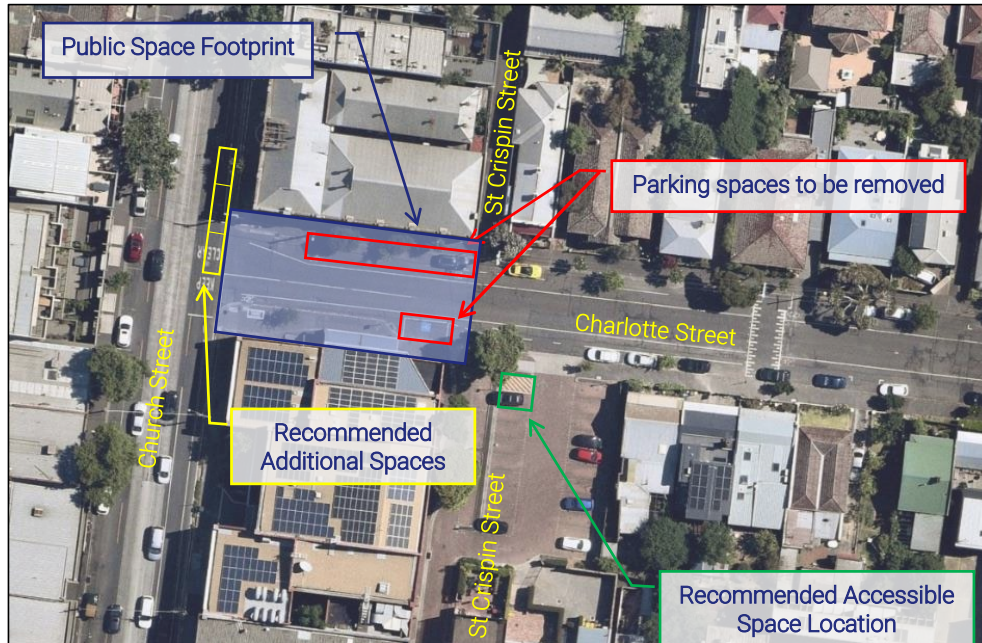 Public Space Footprint
St Crispin Street
Parking spaces to be removed
Charlotte Street
Church Street
Recommended
Additional Spaces
St Crispin Street
Recommended Accessible
Space Location